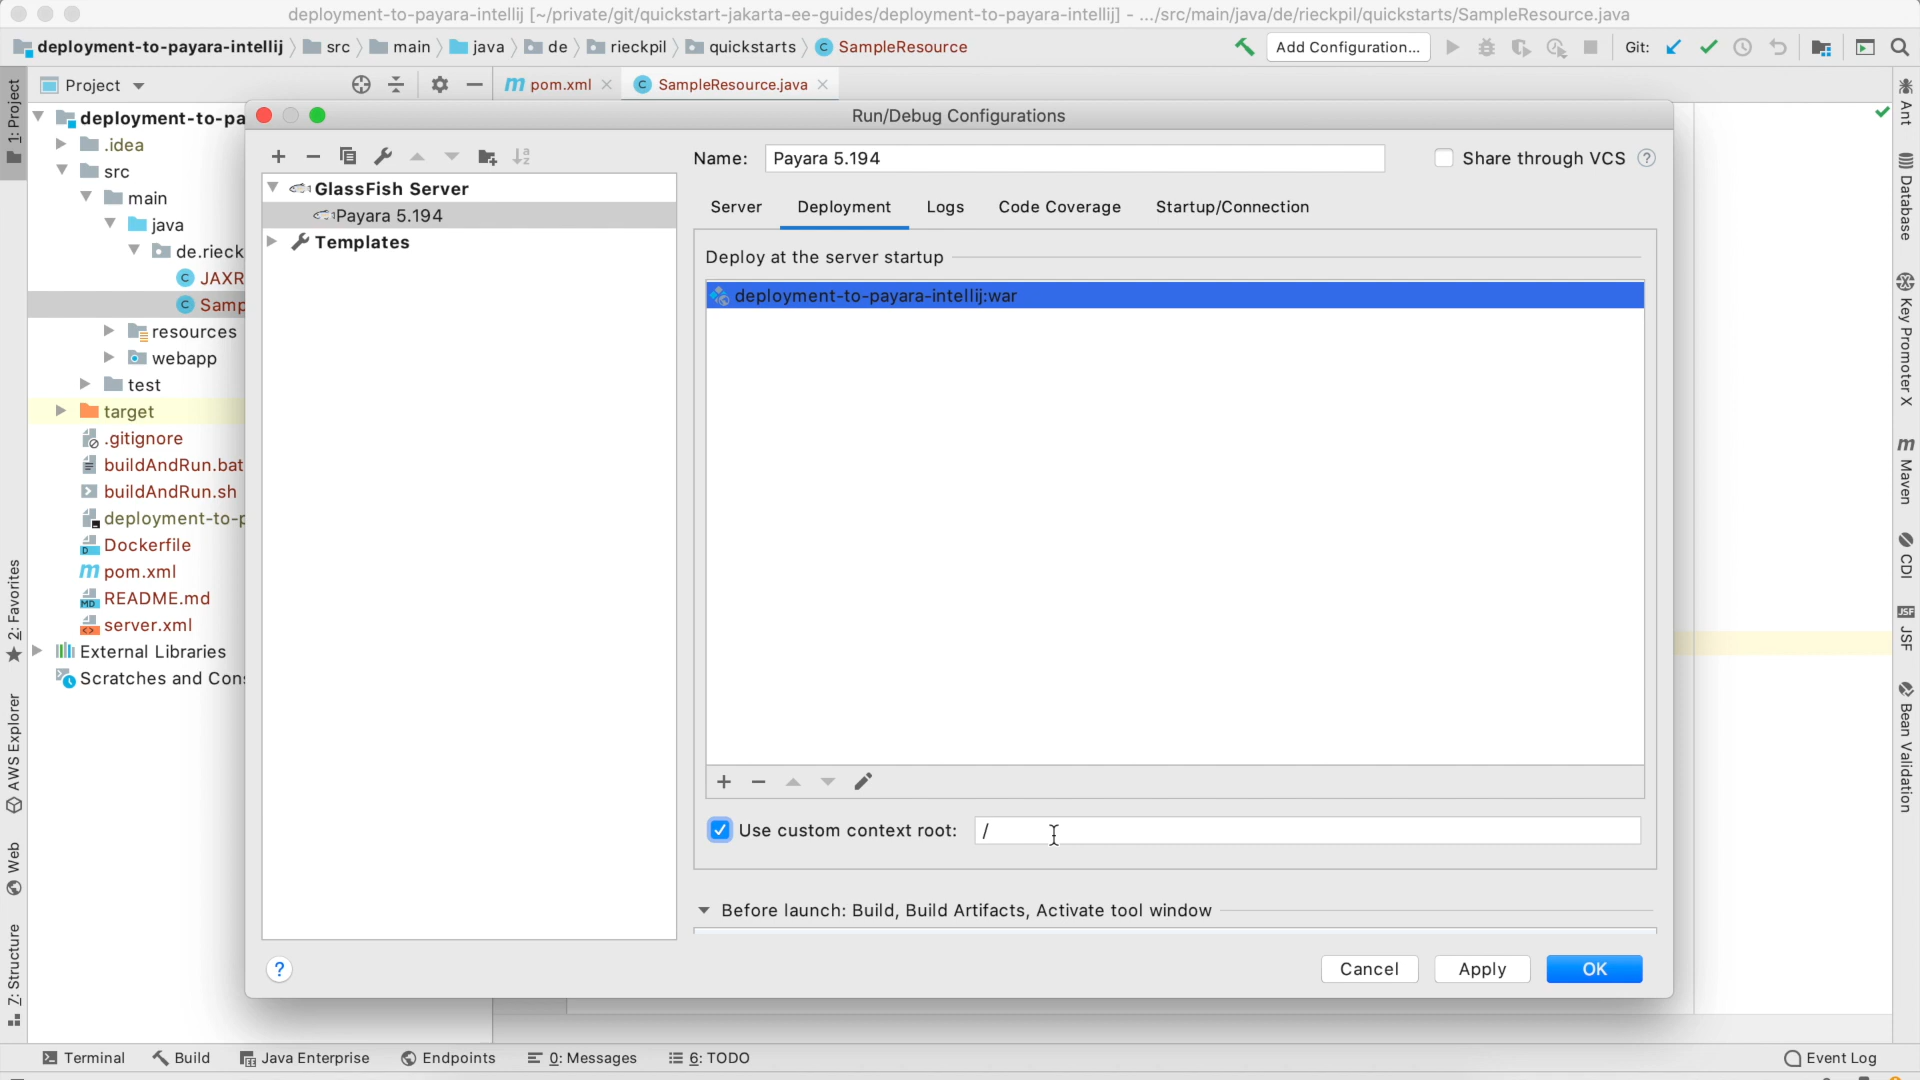 deployment-to-payara-intellij [~/private/git/quickstart-jakarta-ee-guides/deployment-to-payara-intellij] - .../src/main/java/de/rieckpil/quickstarts/SampleResource.java
deployment-to-payara-intellij src main java de rieckpil quickstarts SampleResource Add Configuration... Git:
Project pom.xml SampleResource.java
1: Project
2: Favorites
AWS Explorer
Web
7: Structure
deployment-to-pa
.idea
src
main
java
de.rieck
JAXR
Samp
resources
webapp
test
target
.gitignore
buildAndRun.bat
buildAndRun.sh
deployment-to-p
Dockerfile
pom.xml
README.md
server.xml
External Libraries
Scratches and Con
Run/Debug Configurations
GlassFish Server
Payara 5.194
Templates
Name: Payara 5.194 Share through VCS ?
Server Deployment Logs Code Coverage Startup/Connection
Deploy at the server startup
deployment-to-payara-intellij:war
Use custom context root: /
Before launch: Build, Build Artifacts, Activate tool window
? Cancel Apply OK
Ant
Database
Key Promoter X
Maven
CDI
JSF
Bean Validation
Terminal Build Java Enterprise Endpoints 0: Messages 6: TODO Event Log